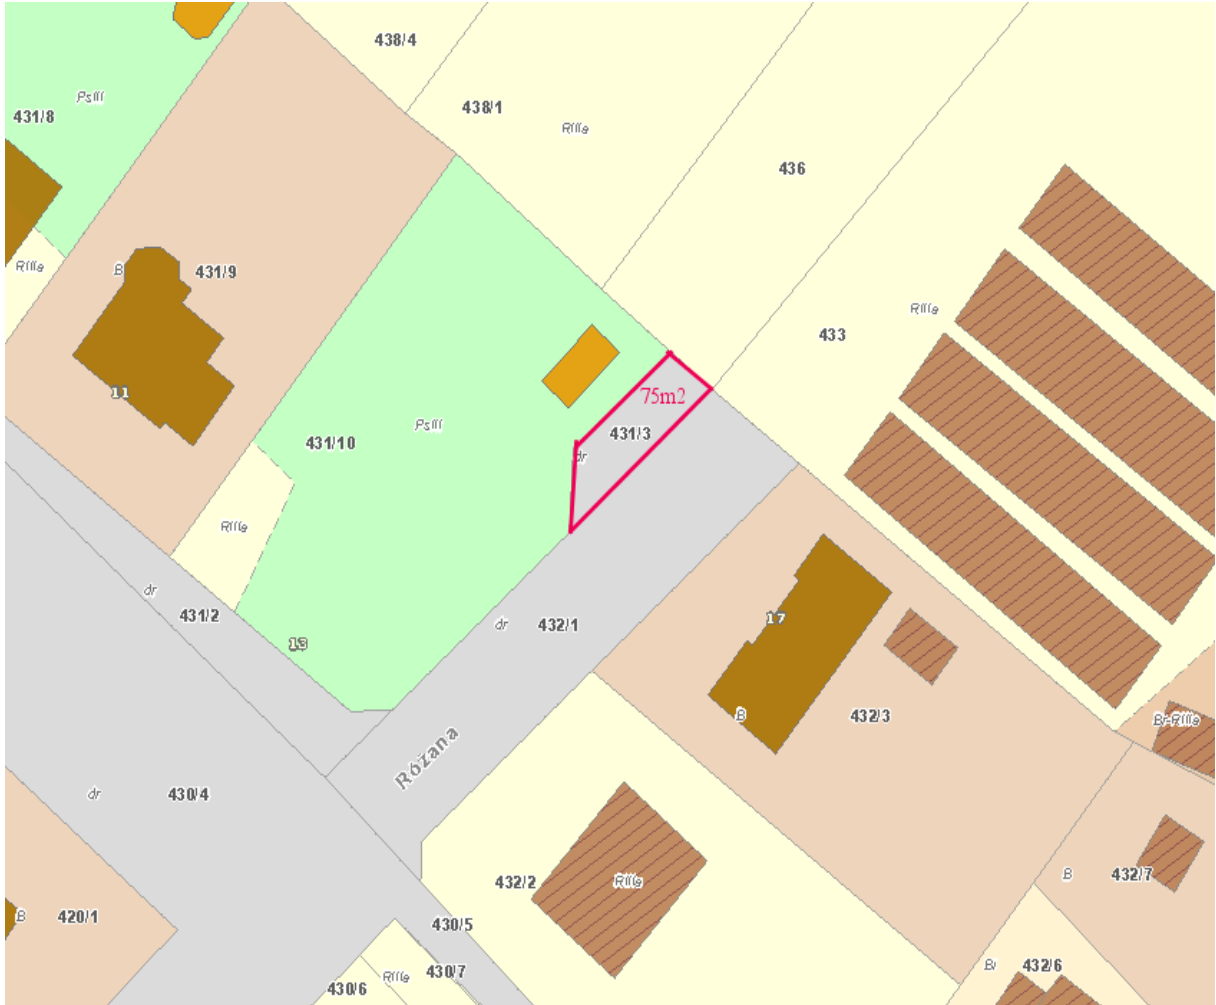 438/4
PsIII
431/8
438/1
RIIIa
436
RIIIa
B
431/9
RIIIa
433
11
75m2
PsIII
431/10
431/3
dr
RIIIa
dr
431/2
13
dr
432/1
17
B
432/3
Br-RIIIa
Różana
dr
430/4
RIIIa
432/2
B
432/7
B
420/1
430/5
Br
432/6
430/7
RIIIa
430/6